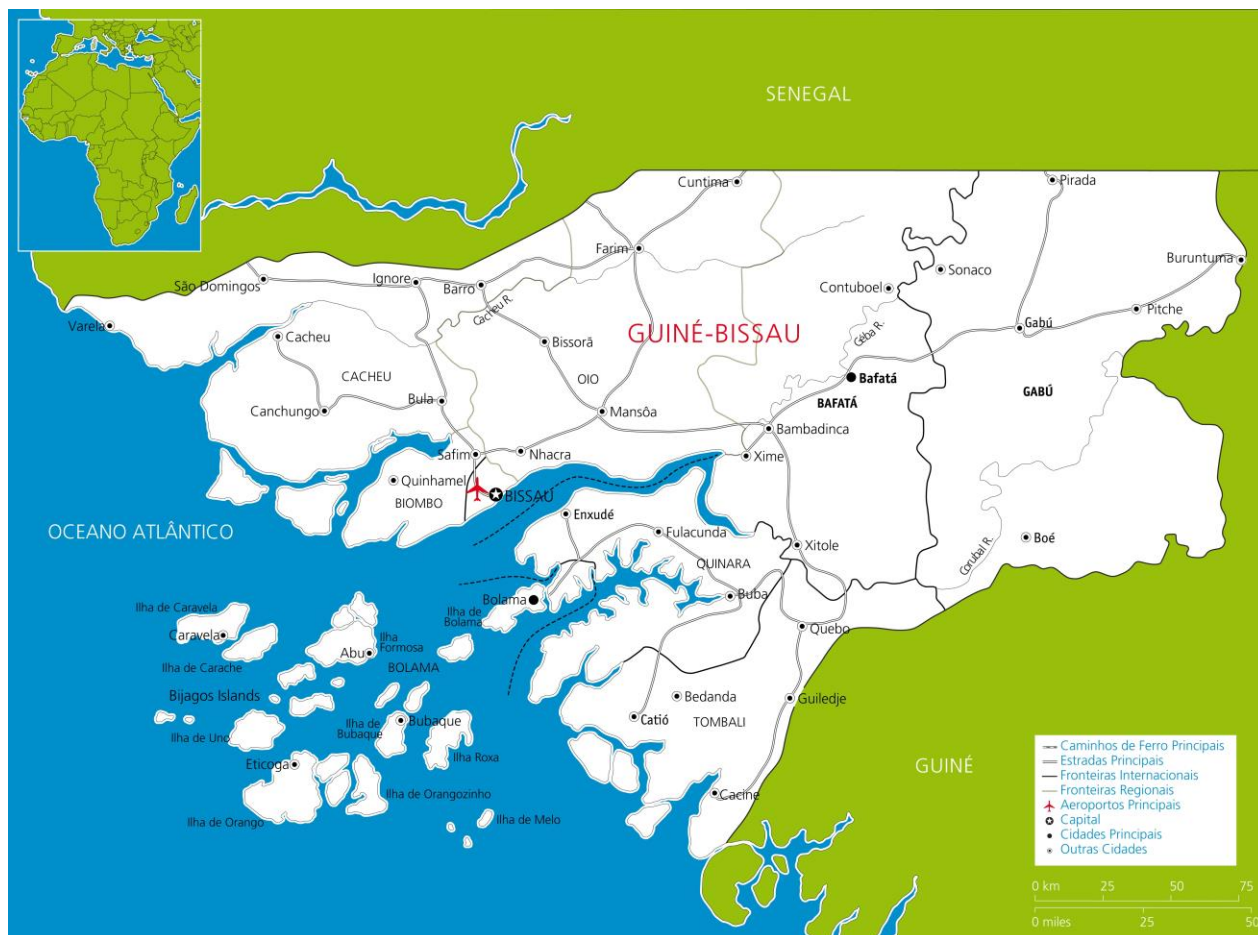 SENEGAL
Cuntima
Pirada
Farim
Buruntuma
Sonaco
São Domingos
Ignore
Barro
Contuboel
Pitche
Cacheu R.
Varela
Cacheu
GUINÉ-BISSAU
Gabú
Bissorã
Céba R.
CACHEU
OIO
Bafatá
Canchungo
Bula
Mansôa
BAFATÁ
GABÚ
Bambadinca
Safim
Nhacra
Xime
Quinhamel
BISSAU
BIOMBO
Enxudé
OCEANO ATLÂNTICO
Fulacunda
Xitole
Boé
Corubal R.
QUINARA
Bolama
Buba
Ilha de Caravela
Ilha de
Bolama
Caravela
Ilha
Formosa
Quebo
Abu
Ilha de Carache
BOLAMA
Bijagos Islands
Bedanda
Guiledje
Ilha de
Bubaque
Bubaque
Catió
TOMBALI
Ilha de Uno
Ilha Roxa
Eticoga
GUINÉ
Ilha de Orangozinho
Cacine
Ilha de Orango
Ilha de Melo
Caminhos de Ferro Principais
Estradas Principais
Fronteiras Internacionais
Fronteiras Regionais
Aeroportos Principais
Capital
Cidades Principais
Outras Cidades
0 km 25 50 75
0 miles 25 50